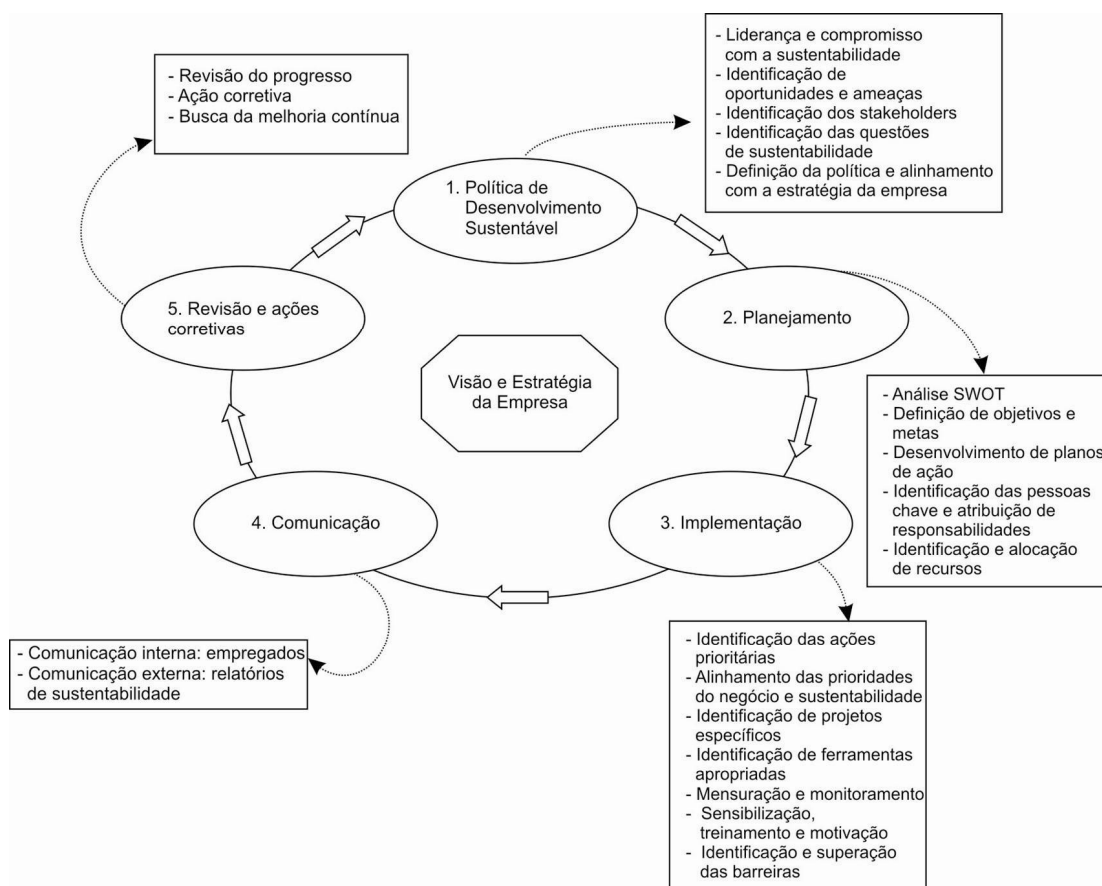 - Liderança e compromisso
com a sustentabilidade
- Identificação de
oportunidades e ameaças
- Identificação dos stakeholders
- Identificação das questões
de sustentabilidade
- Definição da política e alinhamento
com a estratégia da empresa
- Revisão do progresso
- Ação corretiva
- Busca da melhoria contínua
1. Política de
Desenvolvimento
Sustentável
5. Revisão e ações
corretivas
2. Planejamento
Visão e Estratégia
da Empresa
- Análise SWOT
- Definição de objetivos e
metas
- Desenvolvimento de planos
de ação
- Identificação das pessoas
chave e atribuição de
responsabilidades
- Identificação e alocação
de recursos
4. Comunicação
3. Implementação
- Comunicação interna: empregados
- Comunicação externa: relatórios
de sustentabilidade
- Identificação das ações
prioritárias
- Alinhamento das prioridades
do negócio e sustentabilidade
- Identificação de projetos
específicos
- Identificação de ferramentas
apropriadas
- Mensuração e monitoramento
- Sensibilização,
treinamento e motivação
- Identificação e superação
das barreiras